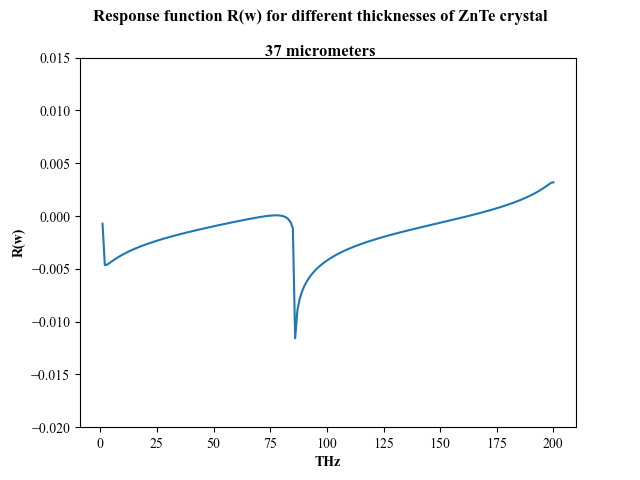 Response function R(w) for different thicknesses of ZnTe crystal
37 micrometers
0.015
0.010
0.005
0.000
−0.005
−0.010
−0.015
−0.020
R(w)
0 25 50 75 100 125 150 175 200
THz